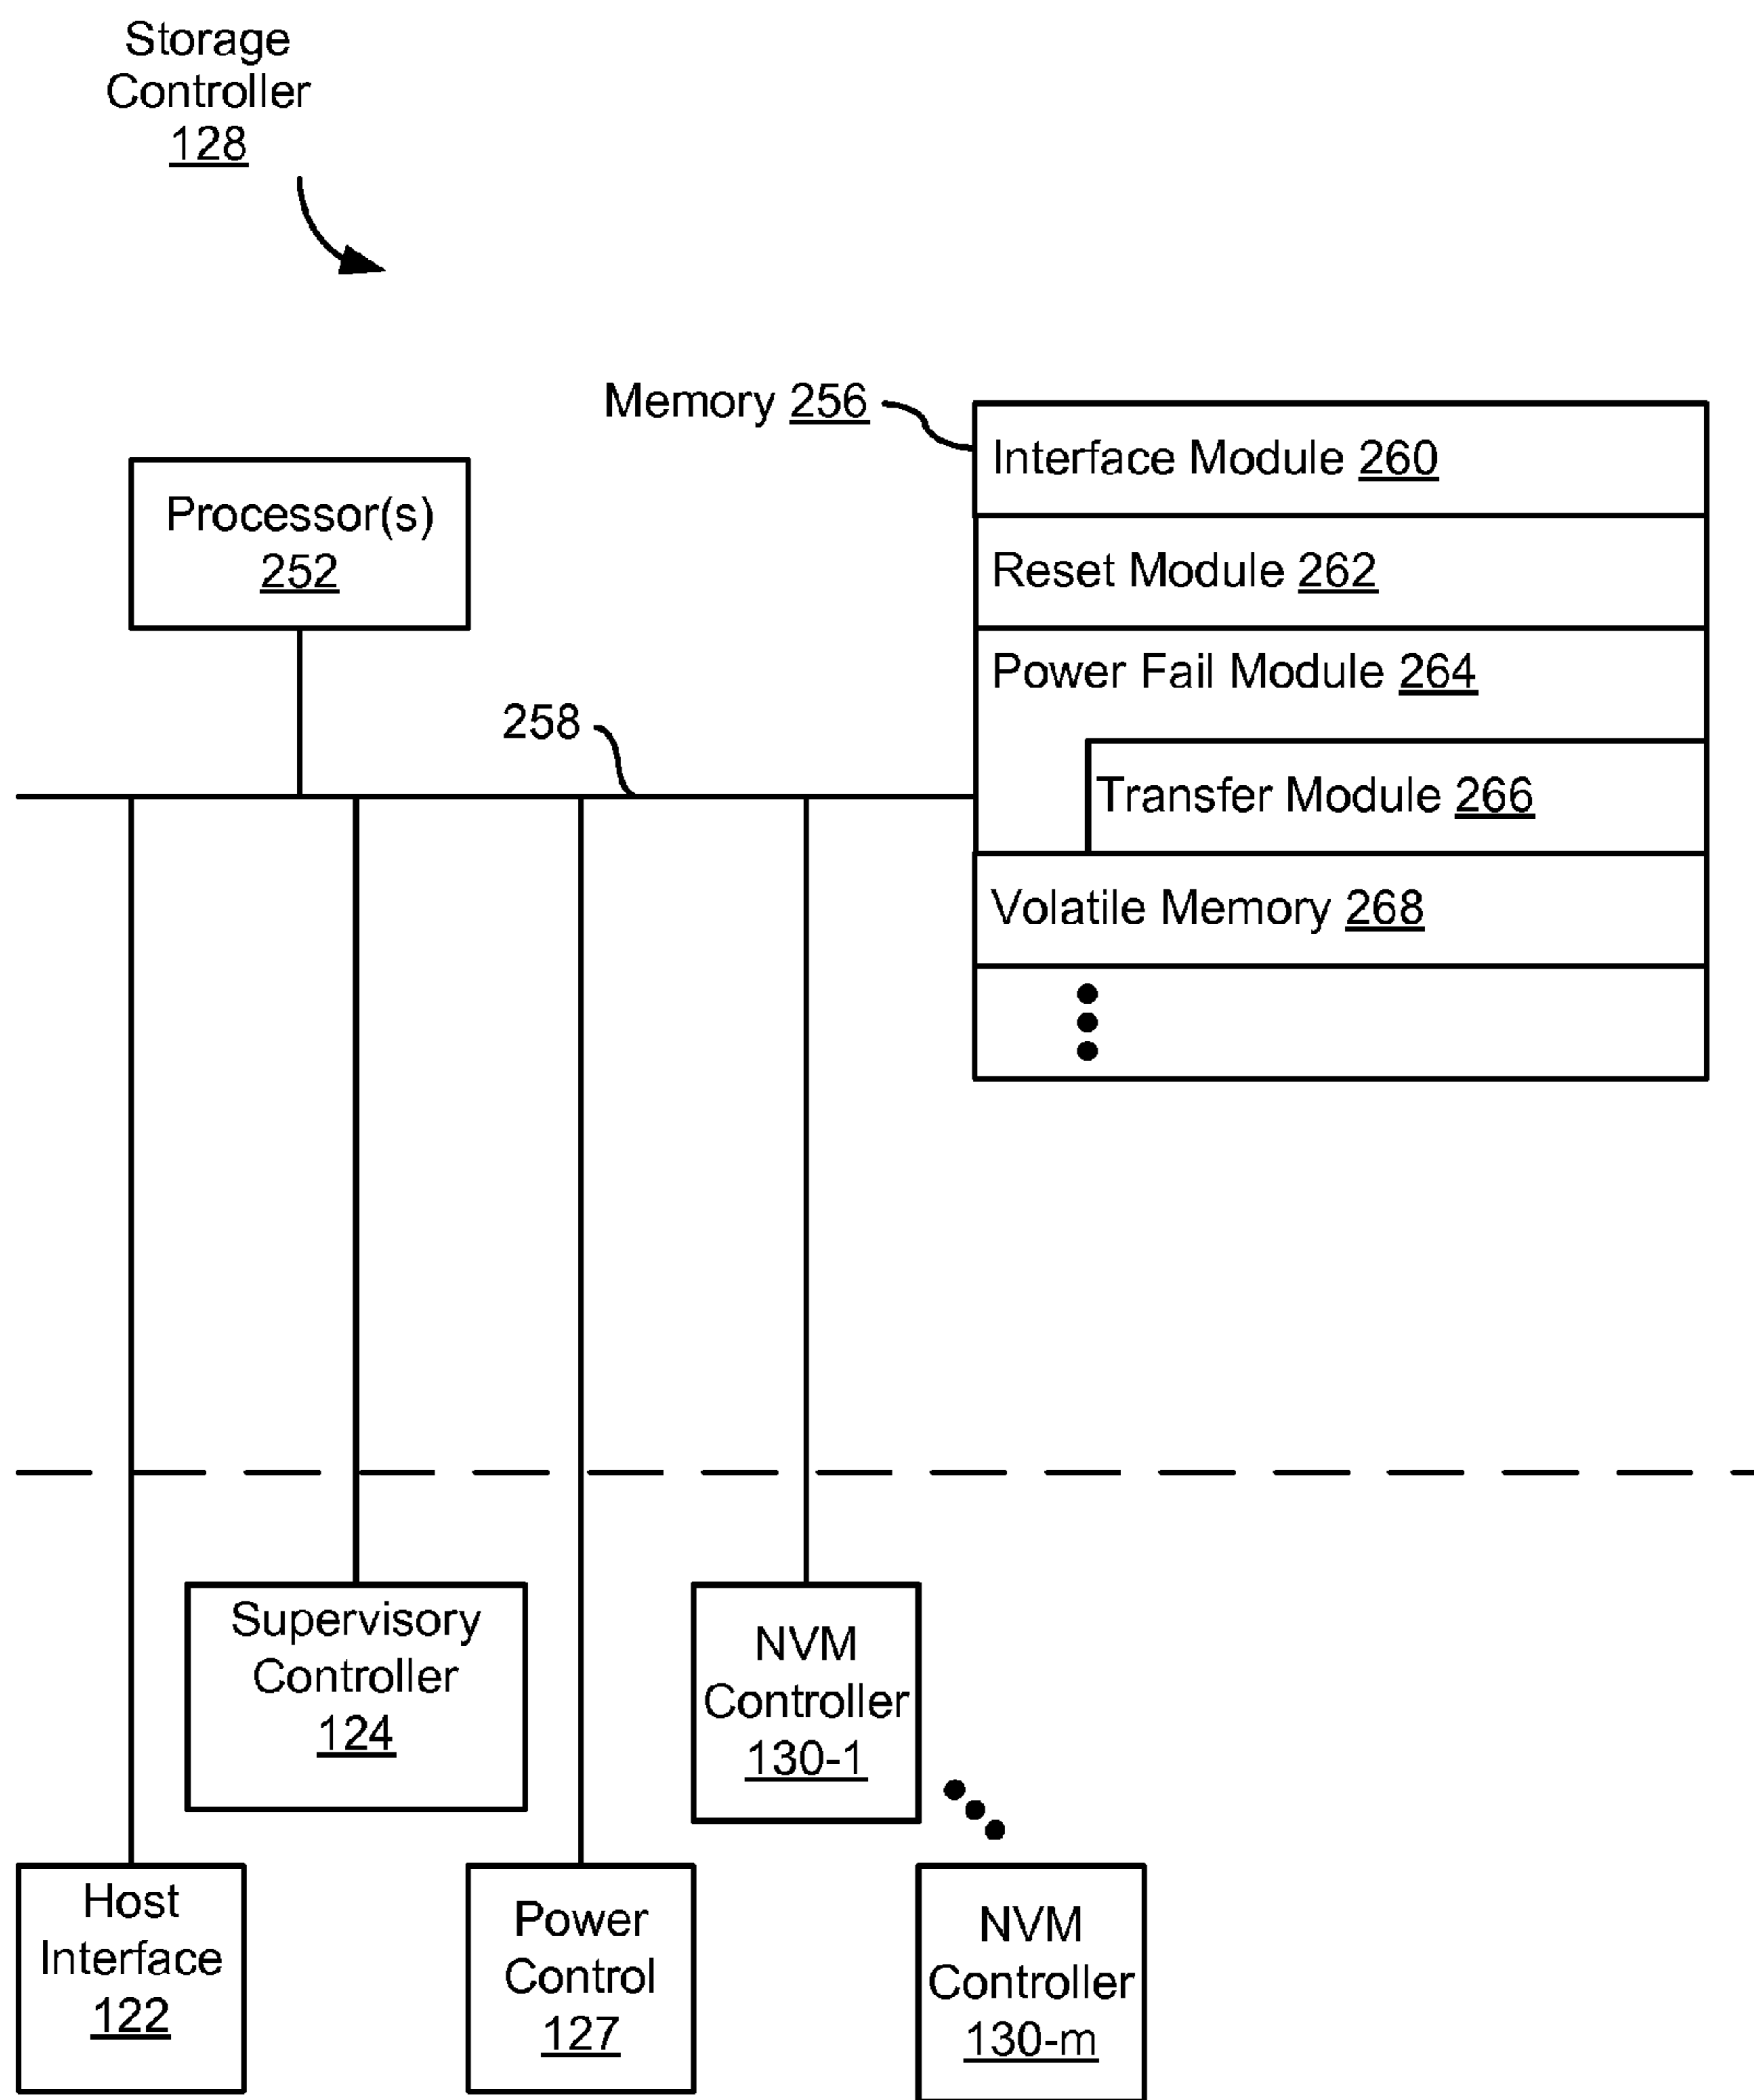 Storage
Controller
128
Memory 256
Interface Module 260
Processor(s)
252
Reset Module 262
Power Fail Module 264
258
Transfer Module 266
Volatile Memory 268
Supervisory
Controller
124
NVM
Controller
130-1
Host
Interface
122
Power
Control
127
NVM
Controller
130-m